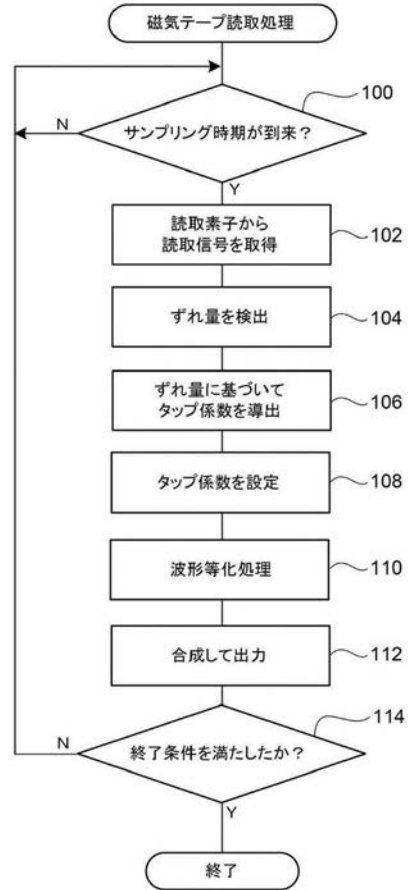 磁気テープ読取処理
100
N
サンプリング時期が到来？
Y
読取素子から
読取信号を取得
102
ずれ量を検出
104
ずれ量に基づいて
タップ係数を導出
106
タップ係数を設定
108
波形等化処理
110
合成して出力
112
114
N
終了条件を満たしたか？
Y
終了